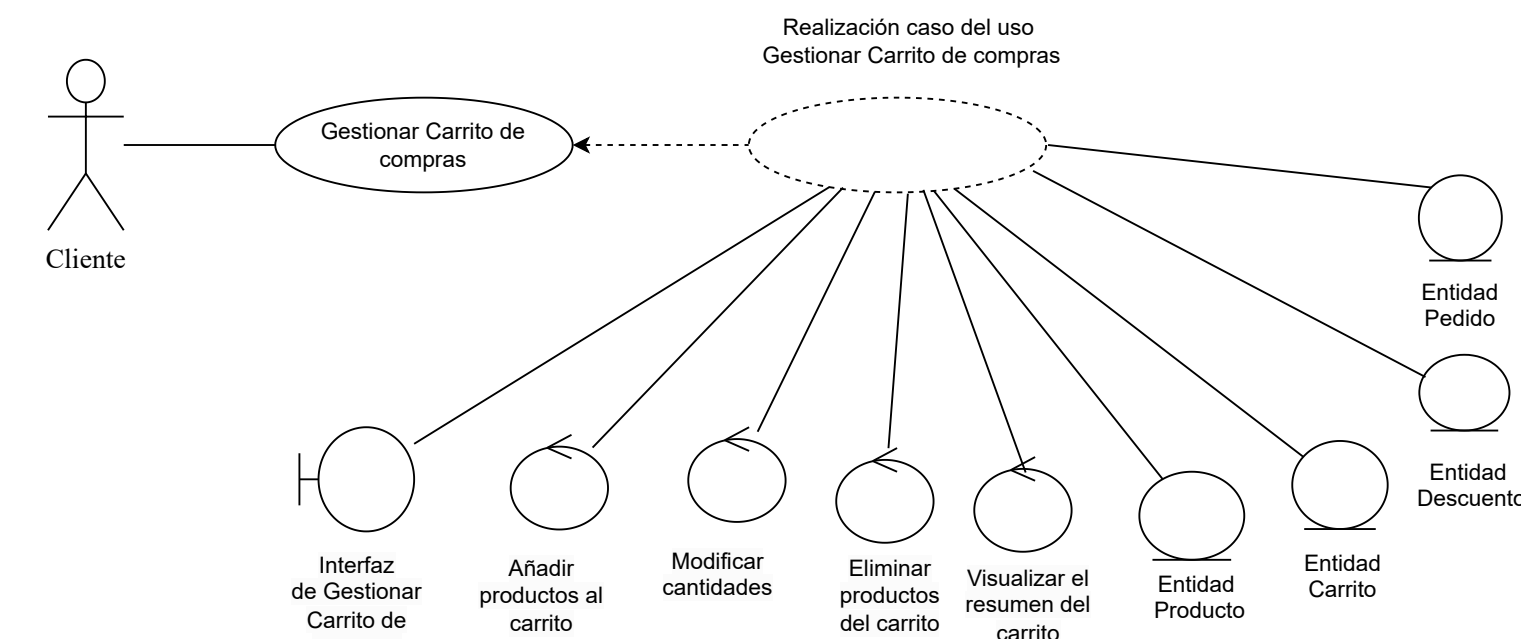 Realización caso del uso
Gestionar Carrito de compras
Gestionar Carrito de
compras
Cliente
Entidad
Pedido
Entidad
Descuento
Interfaz
de Gestionar
Carrito de
Añadir
productos al
carrito
Modificar
cantidades
Eliminar
productos
del carrito
Visualizar el
resumen del
carrito
Entidad
Producto
Entidad
Carrito